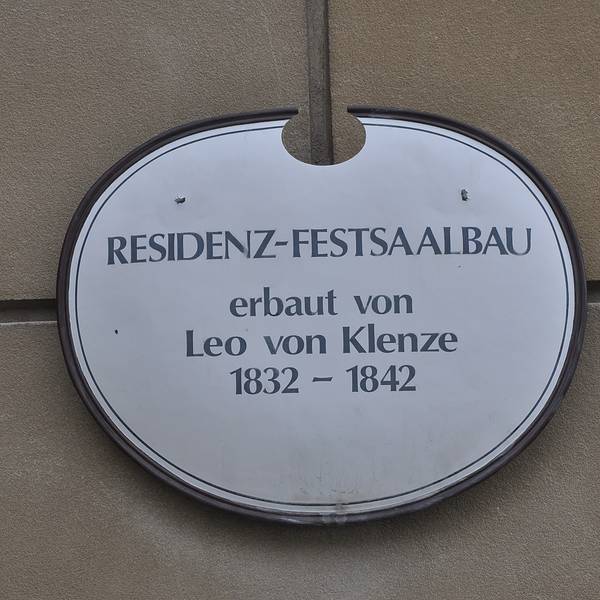 RESIDENZ-FESTSAALBAU
erbaut von
Leo von Klenze
1832 – 1842